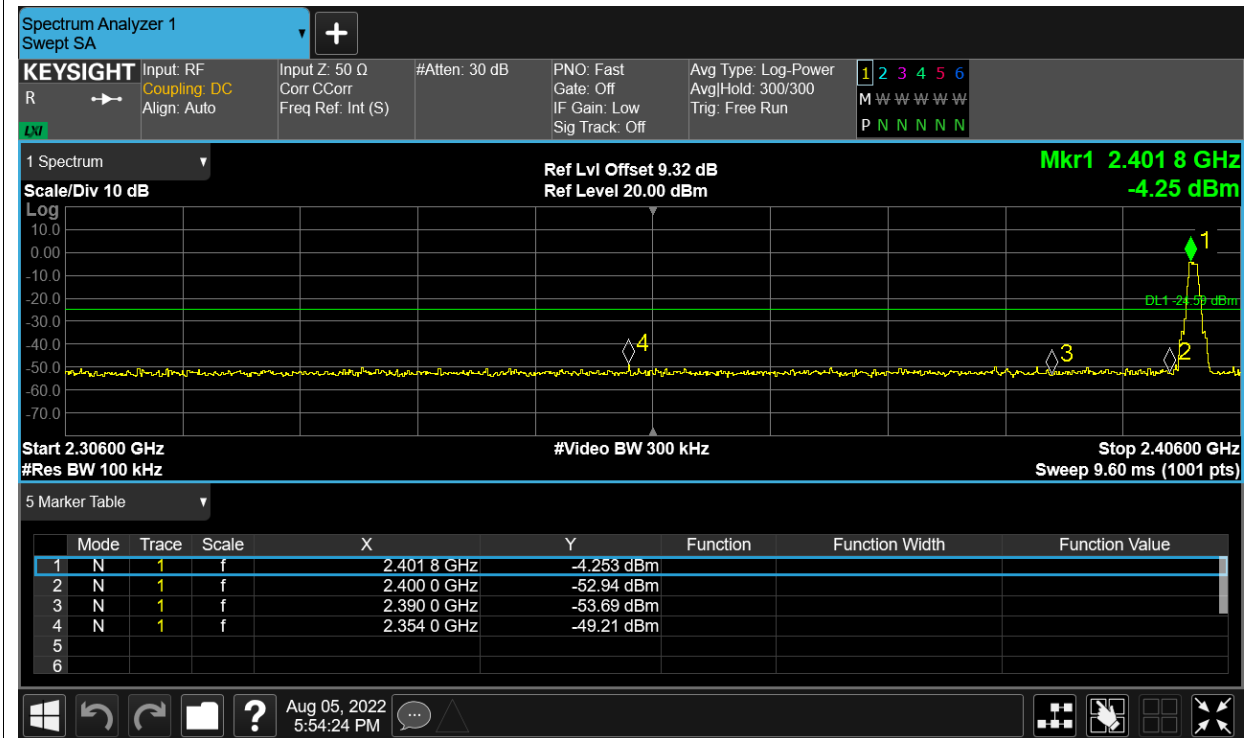 Spectrum Analyzer 1
Swept SA
+
KEYSIGHT Input: RF Input Z: 50 Ω #Atten: 30 dB PNO: Fast Avg Type: Log-Power 1 2 3 4 5 6
R Coupling: DC Corr CCorr Gate: Off Avg|Hold: 300/300 M W W W W W W
Align: Auto Freq Ref: Int (S) IF Gain: Low Trig: Free Run
LXI Sig Track: Off P N N N N N N
1 Spectrum Ref Lvl Offset 9.32 dB Mkr1 2.401 8 GHz
Scale/Div 10 dB Ref Level 20.00 dBm -4.25 dBm
Log
10.0
0.00 1
-10.0
-20.0 DL1 -24.59 dBm
-30.0
-40.0 4 3 2
-50.0
-60.0
-70.0
Start 2.30600 GHz #Video BW 300 kHz Stop 2.40600 GHz
#Res BW 100 kHz Sweep 9.60 ms (1001 pts)
5 Marker Table
Mode Trace Scale X Y Function Function Width Function Value
1 N 1 f 2.401 8 GHz -4.253 dBm
2 N 1 f 2.400 0 GHz -52.94 dBm
3 N 1 f 2.390 0 GHz -53.69 dBm
4 N 1 f 2.354 0 GHz -49.21 dBm
5
6
? Aug 05, 2022
5:54:24 PM